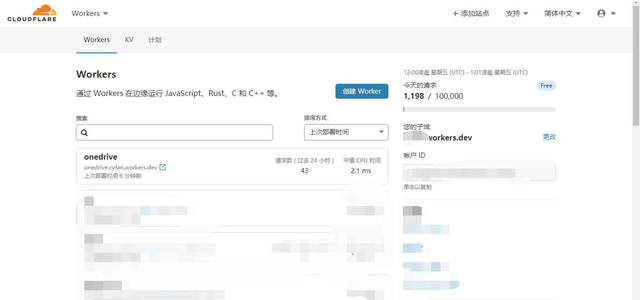 CLOUDFLARE
Workers
添加站点
支持
简体中文
Workers
KV
计划
Workers
通过 Workers 在边缘运行 JavaScript、Rust、C 和 C++ 等。
创建 Worker
搜索
排序方式
上次部署时间
onedrive
onedrive.cyfan.workers.dev
上次部署时间 6 分钟前
请求数（过去 24 小时）
43
中值 CPU 时间
2.1 ms
12:00凌晨 星期五 (UTC) - 1:01凌晨 星期五 (UTC)
今天的请求
Free
1,198 / 100,000
您的子域
workers.dev
更改
帐户 ID
单击以复制